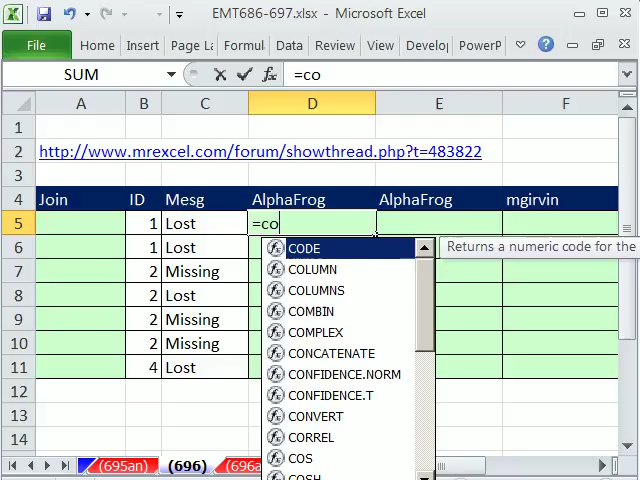 EMT686-697.xlsx - Microsoft Excel
File Home Insert Page La Formul Data Review View Develo PowerP
SUM fx =co
A B C D E F
1
2 http://www.mrexcel.com/forum/showthread.php?t=483822
3
4 Join ID Mesg AlphaFrog AlphaFrog mgirvin
5 1 Lost =co
6 1 Lost
7 2 Missing
8 2 Lost
9 2 Missing
10 2 Missing
11 4 Lost
12
13
14
CODE Returns a numeric code for the
COLUMN
COLUMNS
COMBIN
COMPLEX
CONCATENATE
CONFIDENCE.NORM
CONFIDENCE.T
CONVERT
CORREL
COS
COSH
(695an) (696) (696a